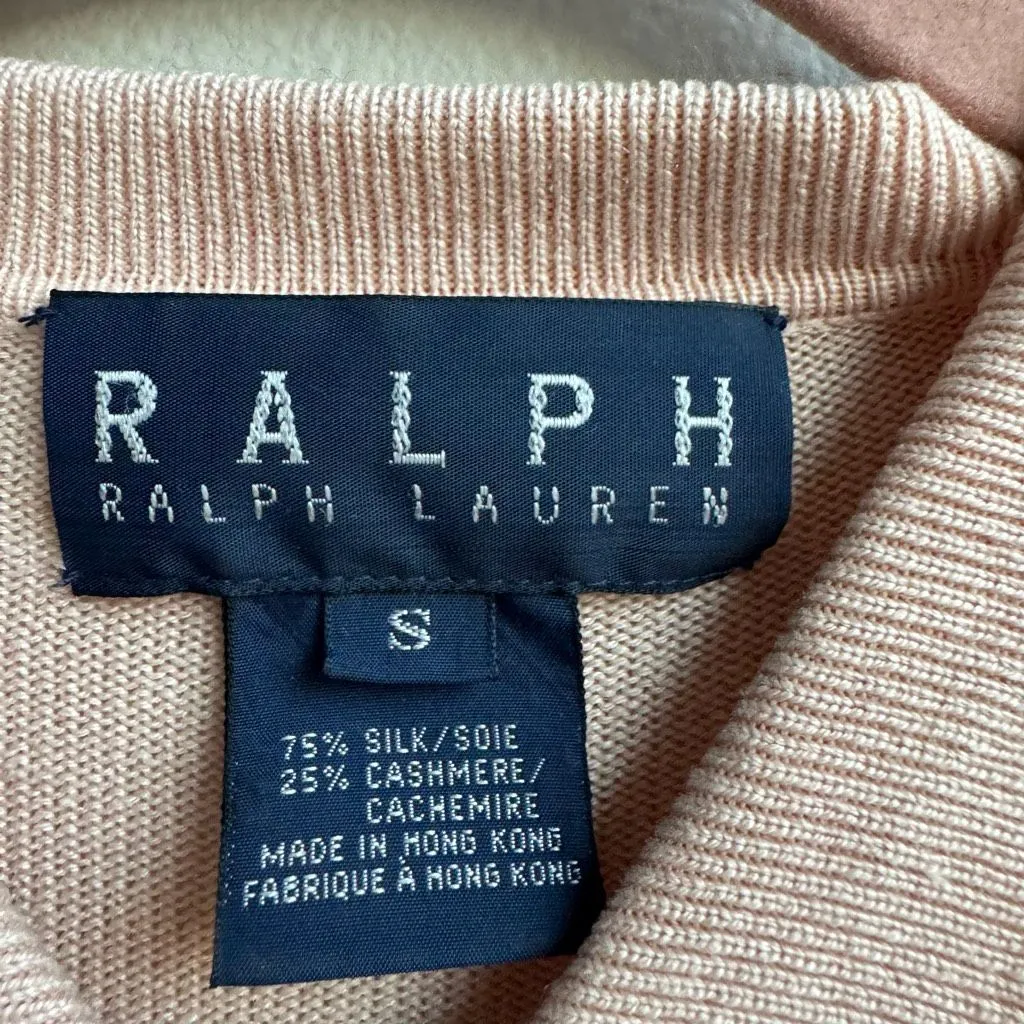 RALPH
RALPH LAUREN
S
75% SILK/SOIE
25% CASHMERE/
CACHEMIRE
MADE IN HONG KONG
FABRIQUE À HONG KONG